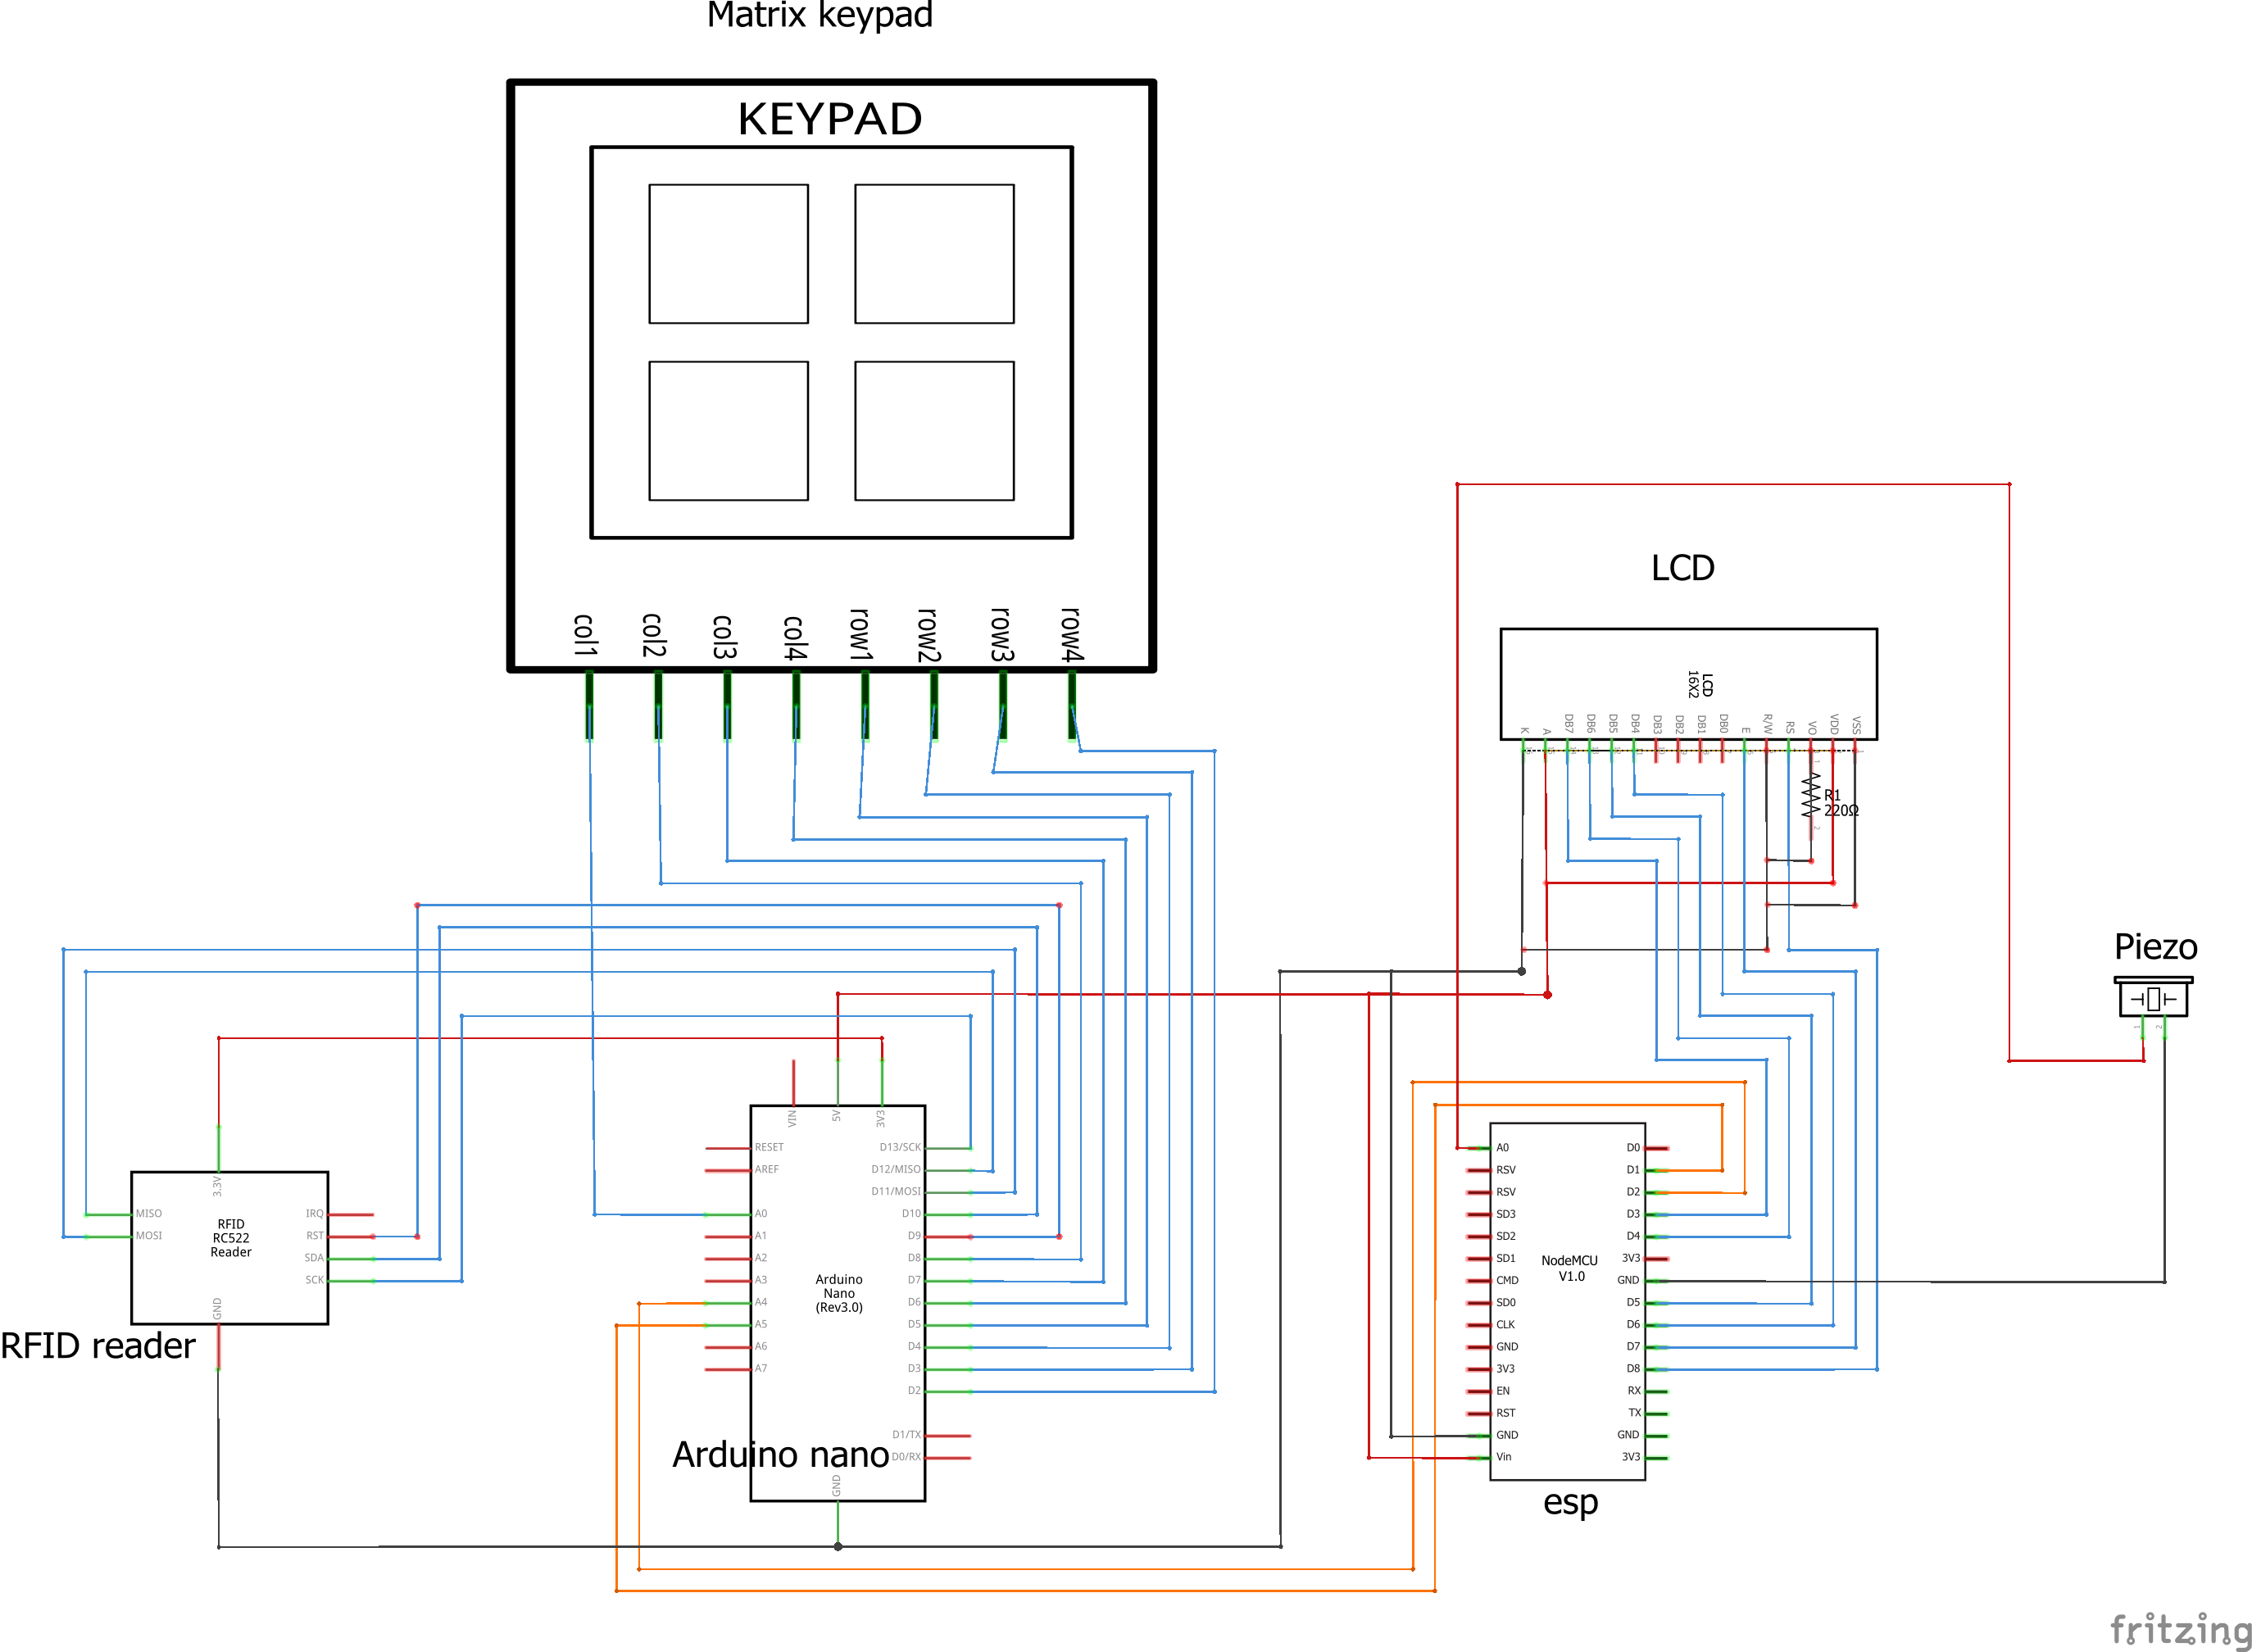 Matrix keypad
KEYPAD
col1
col2
col3
col4
row1
row2
row3
row4
LCD
LCD
16X2
K
A
DB7
DB6
DB5
DB4
DB3
DB2
DB1
DB0
E
R/W
RS
VO
VDD
VSS
R1
220Ω
1
2
Piezo
1
2
3.3V
MISO
MOSI
RFID
RC522
Reader
IRQ
RST
SDA
SCK
GND
RFID reader
VIN
5V
3V3
RESET
AREF
A0
A1
A2
A3
A4
A5
A6
A7
Arduino
Nano
(Rev3.0)
D13/SCK
D12/MISO
D11/MOSI
D10
D9
D8
D7
D6
D5
D4
D3
D2
D1/TX
D0/RX
GND
Arduino nano
A0
RSV
RSV
SD3
SD2
SD1
CMD
SD0
CLK
GND
3V3
EN
RST
GND
Vin
NodeMCU
V1.0
D0
D1
D2
D3
D4
3V3
GND
D5
D6
D7
D8
RX
TX
GND
3V3
esp
fritzing